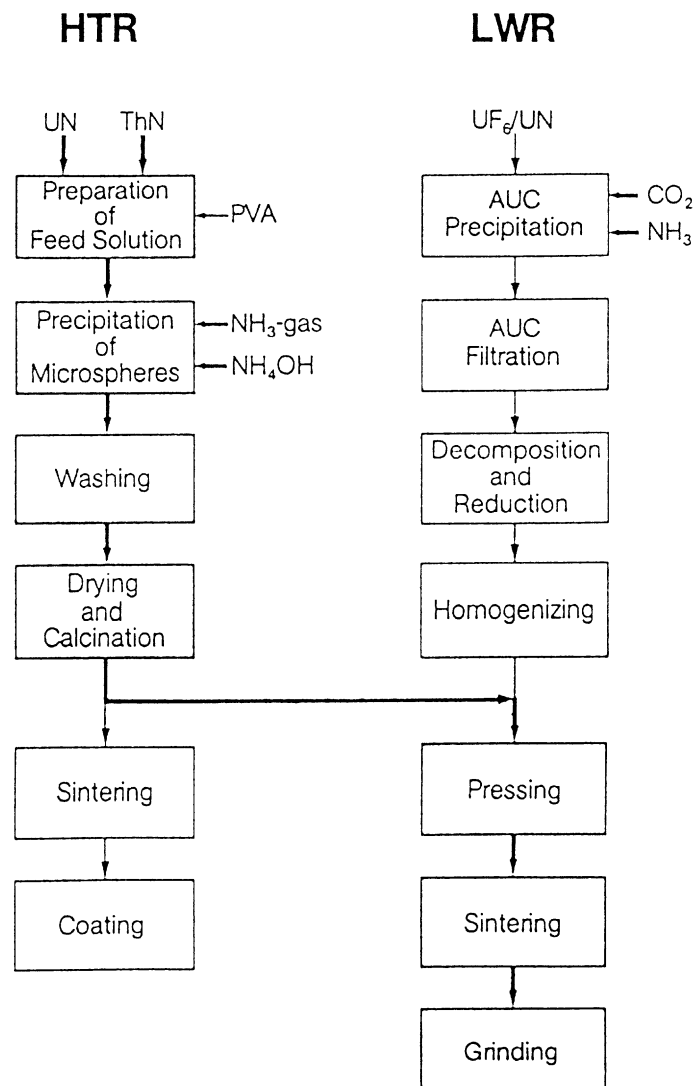 HTR
LWR
UN ThN
Preparation
of
Feed Solution
PVA
Precipitation
of
Microspheres
NH₃-gas
NH₄OH
Washing
Drying
and
Calcination
Sintering
Coating
UF₆/UN
AUC
Precipitation
CO₂
NH₃
AUC
Filtration
Decomposition
and
Reduction
Homogenizing
Pressing
Sintering
Grinding